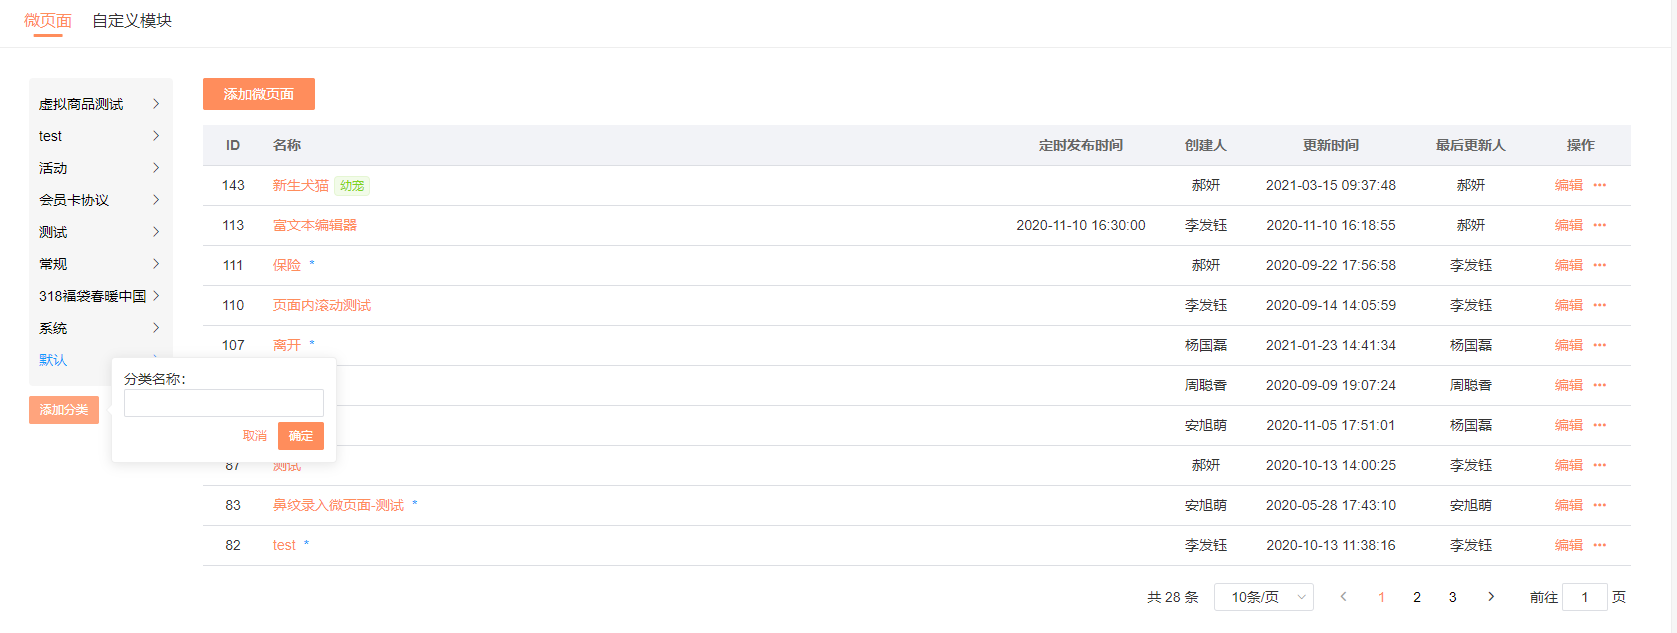 微页面 自定义模块
虚拟商品测试
test
活动
会员卡协议
测试
常规
318福袋春暖中国
系统
默认
添加分类
分类名称：
取消 确定
添加微页面
ID 名称 定时发布时间 创建人 更新时间 最后更新人 操作
143 新生犬猫 幼宠 郝妍 2021-03-15 09:37:48 郝妍 编辑 ···
113 富文本编辑器 2020-11-10 16:30:00 李发钰 2020-11-10 16:18:55 郝妍 编辑 ···
111 保险 * 郝妍 2020-09-22 17:56:58 李发钰 编辑 ···
110 页面内滚动测试 李发钰 2020-09-14 14:05:59 李发钰 编辑 ···
107 离开 * 杨国磊 2021-01-23 14:41:34 杨国磊 编辑 ···
周聪香 2020-09-09 19:07:24 周聪香 编辑 ···
安旭萌 2020-11-05 17:51:01 杨国磊 编辑 ···
87 测试 郝妍 2020-10-13 14:00:25 李发钰 编辑 ···
83 鼻纹录入微页面-测试 * 安旭萌 2020-05-28 17:43:10 安旭萌 编辑 ···
82 test * 李发钰 2020-10-13 11:38:16 李发钰 编辑 ···
共 28 条 10条/页 1 2 3 前往 1 页